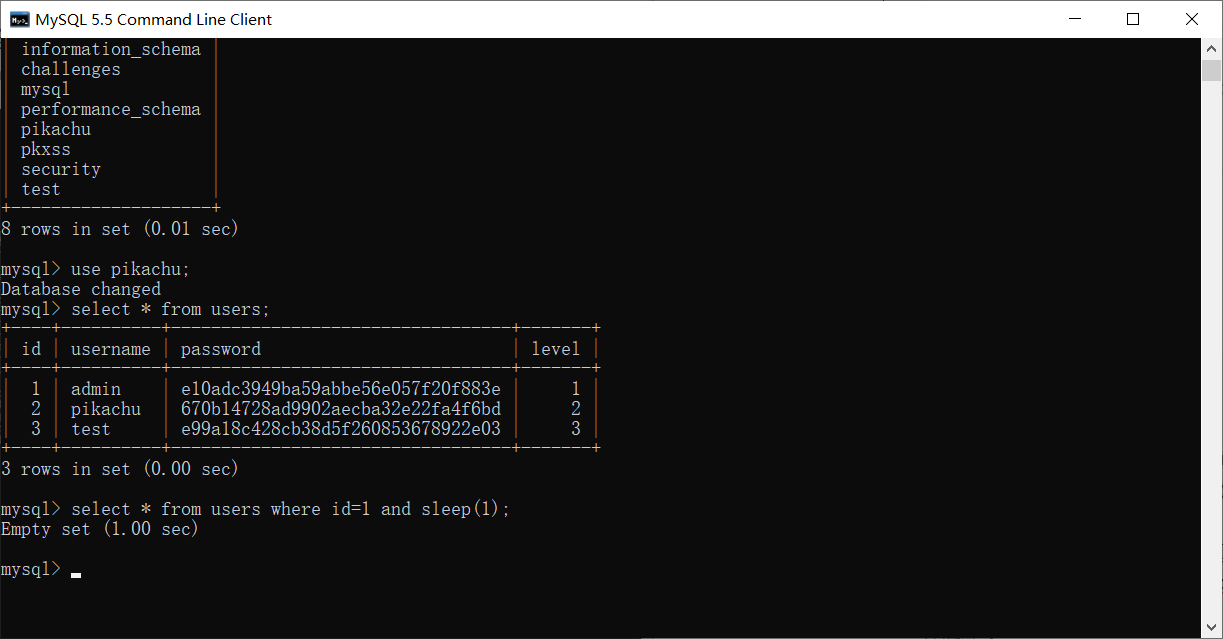 MySQL 5.5 Command Line Client
| information_schema |
| challenges |
| mysql |
| performance_schema |
| pikachu |
| pkxss |
| security |
| test |
+--------------------+
8 rows in set (0.01 sec)
mysql> use pikachu;
Database changed
mysql> select * from users;
+----+----------+----------------------------------+-------+
| id | username | password | level |
+----+----------+----------------------------------+-------+
| 1 | admin | e10adc3949ba59abbe56e057f20f883e | 1 |
| 2 | pikachu | 670b14728ad9902aecba32e22fa4f6bd | 2 |
| 3 | test | e99a18c428cb38d5f260853678922e03 | 3 |
+----+----------+----------------------------------+-------+
3 rows in set (0.00 sec)
mysql> select * from users where id=1 and sleep(1);
Empty set (1.00 sec)
mysql>